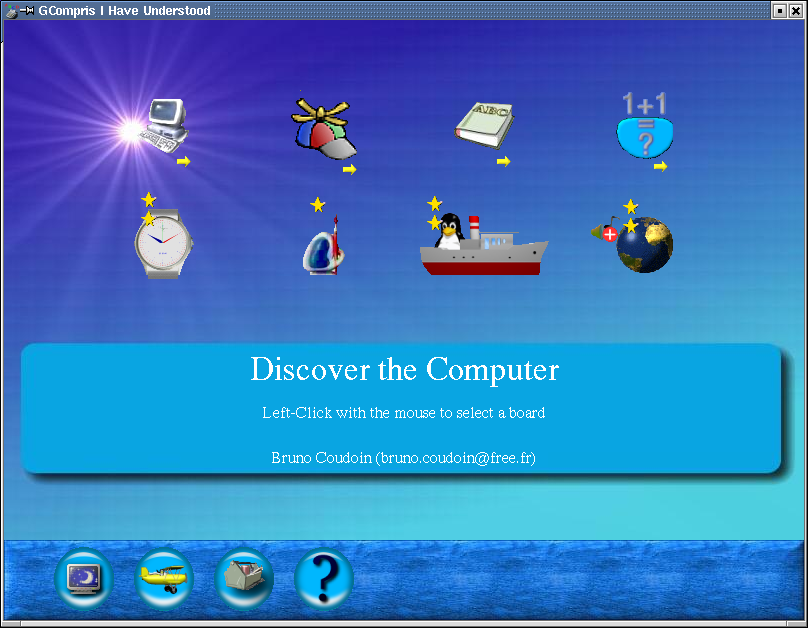 GCompris I Have Understood
ABC
1+1
=
?
Discover the Computer
Left-Click with the mouse to select a board
Bruno Coudoin (bruno.coudoin@free.fr)
?